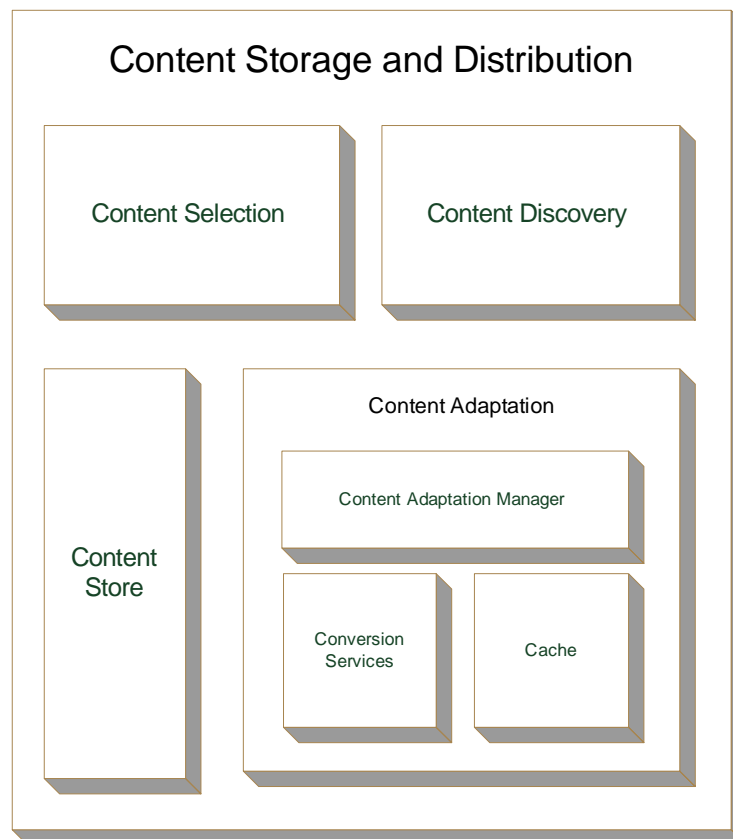 Content Storage and Distribution
Content Selection
Content Discovery
Content
Store
Content Adaptation
Content Adaptation Manager
Conversion
Services
Cache